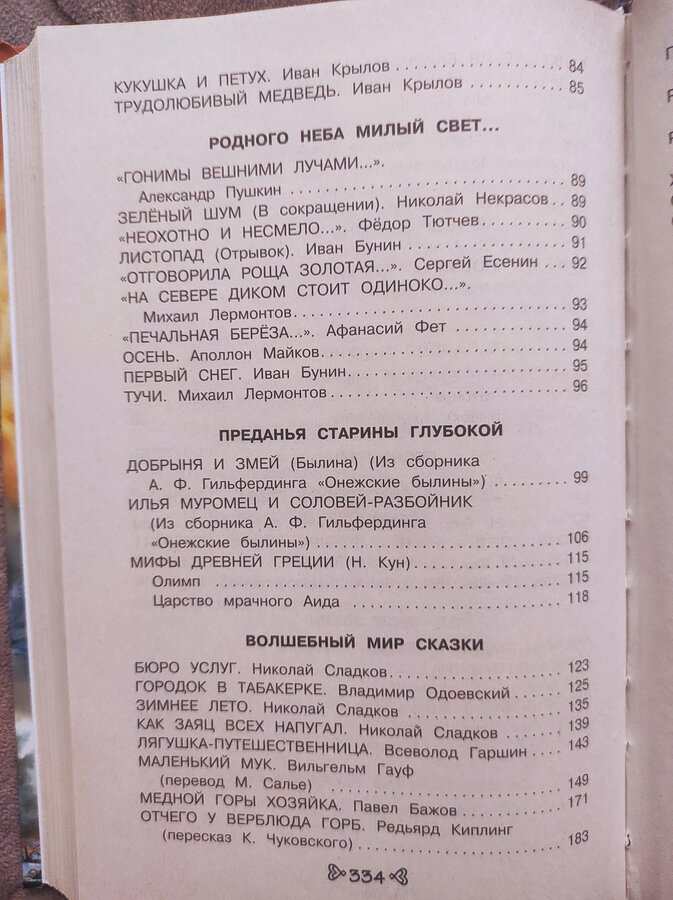 КУКУШКА И ПЕТУХ. Иван Крылов .................... 84
ТРУДОЛЮБИВЫЙ МЕДВЕДЬ. Иван Крылов ............ 85
РОДНОГО НЕБА МИЛЫЙ СВЕТ...
«ГОНИМЫ ВЕШНИМИ ЛУЧАМИ...».
Александр Пушкин .............................. 89
ЗЕЛЁНЫЙ ШУМ (В сокращении). Николай Некрасов .. 89
«НЕОХОТНО И НЕСМЕЛО...». Фёдор Тютчев ......... 90
ЛИСТОПАД (Отрывок). Иван Бунин ................. 91
«ОТГОВОРИЛА РОЩА ЗОЛОТАЯ...». Сергей Есенин ... 92
«НА СЕВЕРЕ ДИКОМ СТОИТ ОДИНОКО...».
Михаил Лермонтов .............................. 93
«ПЕЧАЛЬНАЯ БЕРЁЗА...». Афанасий Фет ............ 94
ОСЕНЬ. Аполлон Майков .......................... 94
ПЕРВЫЙ СНЕГ. Иван Бунин ........................ 95
ТУЧИ. Михаил Лермонтов ......................... 96
ПРЕДАНЬЯ СТАРИНЫ ГЛУБОКОЙ
ДОБРЫНЯ И ЗМЕЙ (Былина) (Из сборника
А. Ф. Гильфердинга «Онежские былины») ......... 99
ИЛЬЯ МУРОМЕЦ И СОЛОВЕЙ-РАЗБОЙНИК
(Из сборника А. Ф. Гильфердинга
«Онежские былины») ............................ 106
МИФЫ ДРЕВНЕЙ ГРЕЦИИ (Н. Кун) ................... 115
Олимп ......................................... 115
Царство мрачного Аида ......................... 118
ВОЛШЕБНЫЙ МИР СКАЗКИ
БЮРО УСЛУГ. Николай Сладков .................... 123
ГОРОДОК В ТАБАКЕРКЕ. Владимир Одоевский ....... 125
ЗИМНЕЕ ЛЕТО. Николай Сладков ................... 135
КАК ЗАЯЦ ВСЕХ НАПУГАЛ. Николай Сладков ........ 139
ЛЯГУШКА-ПУТЕШЕСТВЕННИЦА. Всеволод Гаршин .... 143
МАЛЕНЬКИЙ МУК. Вильгельм Гауф
(перевод М. Салье) ............................ 149
МЕДНОЙ ГОРЫ ХОЗЯЙКА. Павел Бажов .............. 171
ОТЧЕГО У ВЕРБЛЮДА ГОРБ. Редьярд Киплинг
(пересказ К. Чуковского) ...................... 183
334